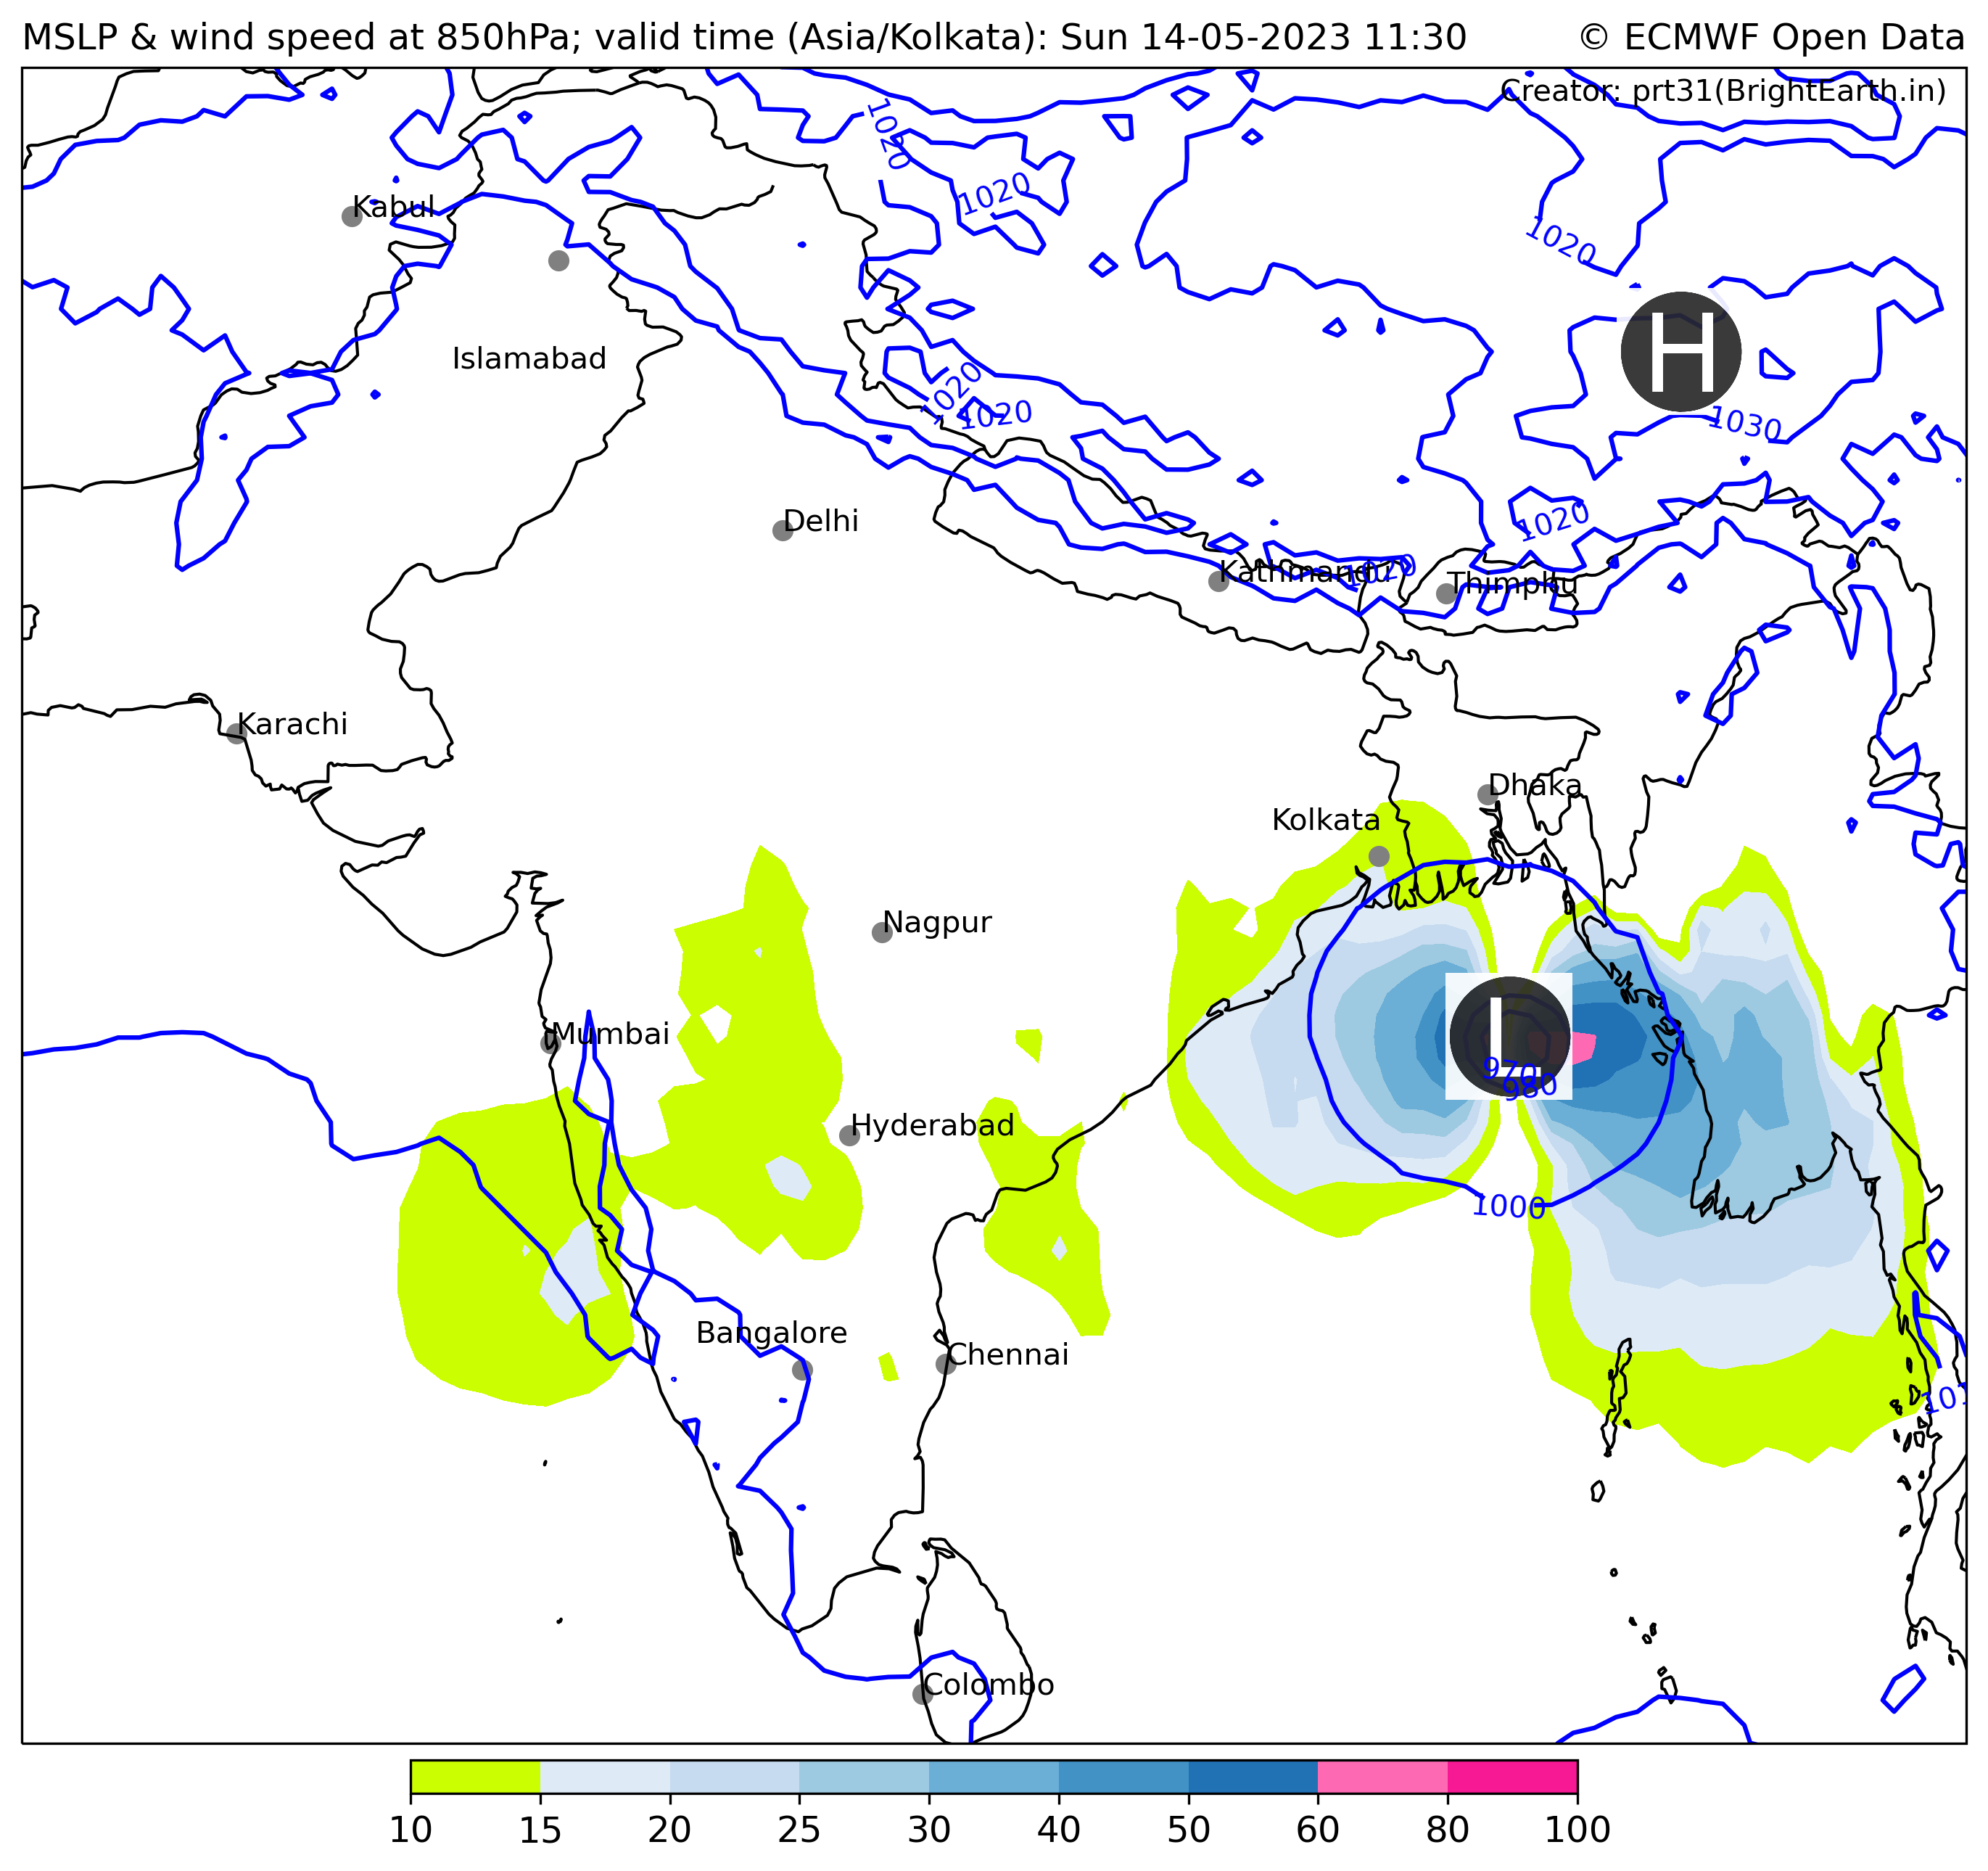 MSLP & wind speed at 850hPa; valid time (Asia/Kolkata): Sun 14-05-2023 11:30
© ECMWF Open Data
Creator: prt31(BrightEarth.in)
1020
1020
Kabul
1020
H
Islamabad
1020
1020
1030
Delhi
1020
Kathmandu
1020
Thimphu
Karachi
Dhaka
Kolkata
Nagpur
Mumbai
L
970
980
Hyderabad
1000
Bangalore
Chennai
Colombo
10 15 20 25 30 40 50 60 80 100